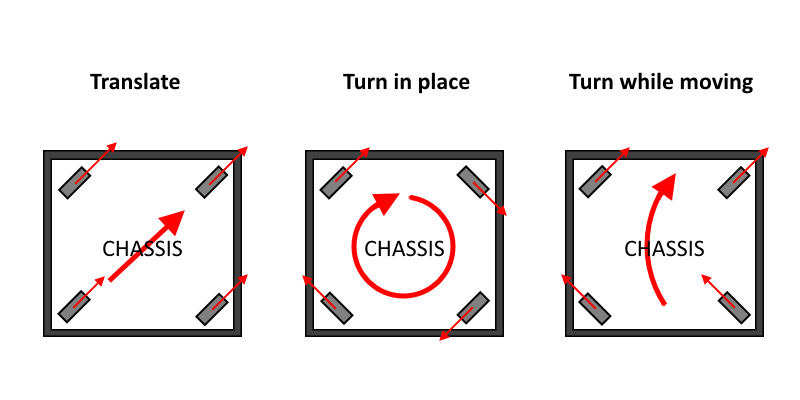 Translate
Turn in place
Turn while moving
CHASSIS
CHASSIS
CHASSIS